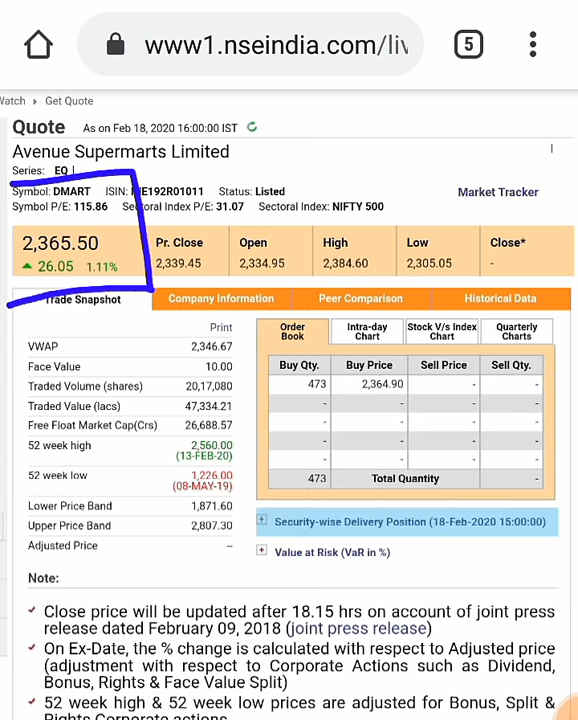 www1.nseindia.com/liv
5
Watch › Get Quote
Quote As on Feb 18, 2020 16:00:00 IST
Avenue Supermarts Limited
Series: EQ |
Symbol: DMART ISIN: INE192R01011 Status: Listed Market Tracker
Symbol P/E: 115.86 Sectoral Index P/E: 31.07 Sectoral Index: NIFTY 500
2,365.50 Pr. Close Open High Low Close*
26.05 1.11% 2,339.45 2,334.95 2,384.60 2,305.05 -
Trade Snapshot Company Information Peer Comparison Historical Data
Print
Order Book Intra-day Chart Stock V/s Index Chart Quarterly Charts
VWAP 2,346.67
Face Value 10.00
Traded Volume (shares) 20,17,080
Traded Value (lacs) 47,334.21
Free Float Market Cap(Crs) 26,688.57
52 week high 2,560.00
(13-FEB-20)
52 week low 1,226.00
(08-MAY-19)
Lower Price Band 1,871.60
Upper Price Band 2,807.30
Adjusted Price –
Buy Qty. Buy Price Sell Price Sell Qty.
473 2,364.90 - -
- - - -
- - - -
- - - -
- - - -
473 Total Quantity -
Security-wise Delivery Position (18-Feb-2020 15:00:00)
Value at Risk (VaR in %)
Note:
Close price will be updated after 18.15 hrs on account of joint press
release dated February 09, 2018 (joint press release)
On Ex-Date, the % change is calculated with respect to Adjusted price
(adjustment with respect to Corporate Actions such as Dividend,
Bonus, Rights & Face Value Split)
52 week high & 52 week low prices are adjusted for Bonus, Split &
Rights Corporate actions